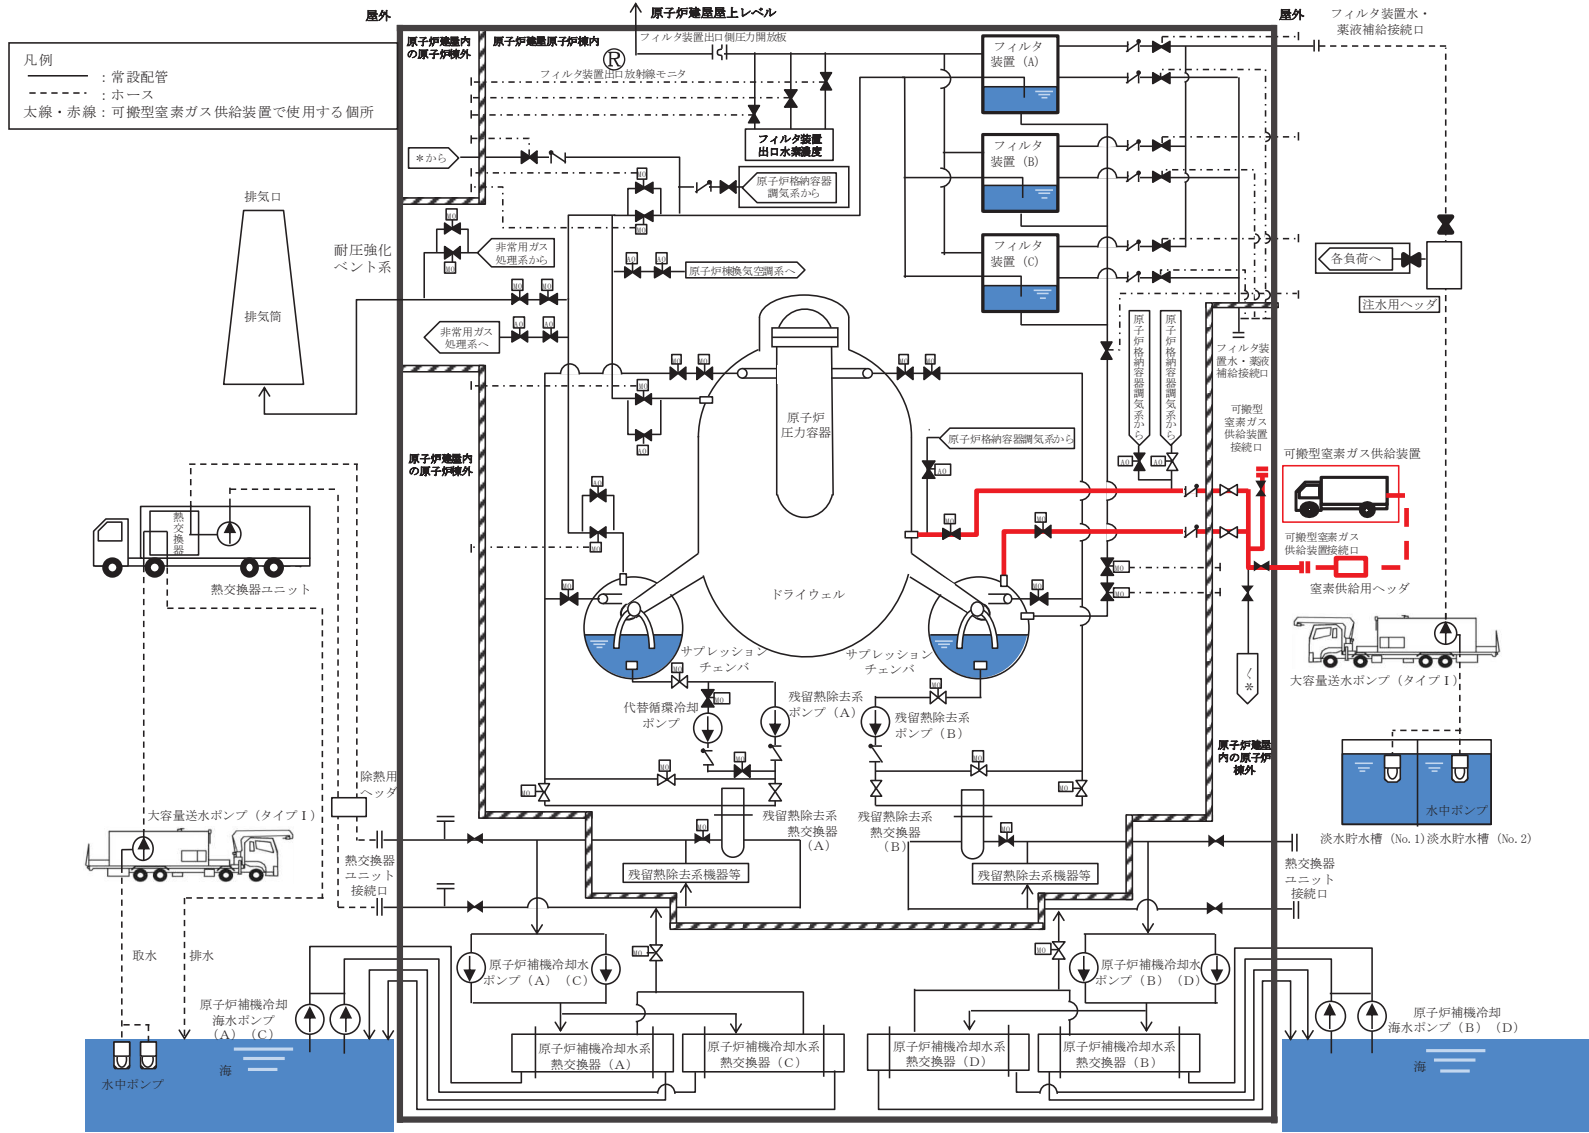 屋外
原子炉建屋屋上レベル
屋外
フィルタ装置水・
薬液補給接続口
凡例
：常設配管
：ホース
太線・赤線：可搬型窒素ガス供給装置で使用する個所
原子炉建屋内
の原子炉棟外
原子炉建屋原子炉棟内
フィルタ装置出口側圧力開放板
R
フィルタ装置出口放射線モニタ
フィルタ装置
出口水素濃度
フィルタ
装置（A）
フィルタ
装置（B）
フィルタ
装置（C）
＊から
原子炉格納容器
調気系から
排気口
排気筒
耐圧強化
ベント系
非常用ガス
処理系から
非常用ガス
処理系へ
原子炉棟換気空調系へ
各負荷へ
注水用ヘッダ
原子炉格納容器調気系から
原子炉格納容器調気系から
フィルタ装
置水・薬液
補給接続口
可搬型
窒素ガス
供給装置
接続口
原子炉
圧力容器
原子炉格納容器調気系から
原子炉建屋内
の原子炉棟外
可搬型窒素ガス供給装置
可搬型窒素ガス
供給装置接続口
窒素供給用ヘッダ
熱交換器
熱交換器ユニット
ドライウェル
サプレッション
チェンバ
サプレッション
チェンバ
大容量送水ポンプ（タイプⅠ）
代替循環冷却
ポンプ
残留熱除去系
ポンプ（A）
残留熱除去系
ポンプ（B）
原子炉建屋
内の原子炉
棟外
水中ポンプ
淡水貯水槽（No.1）
淡水貯水槽（No.2）
除熱用
ヘッダ
大容量送水ポンプ（タイプⅠ）
残留熱除去系
熱交換器
（A）
残留熱除去系
熱交換器
（B）
熱交換器
ユニット
接続口
残留熱除去系機器等
残留熱除去系機器等
熱交換器
ユニット
接続口
取水
排水
原子炉補機冷却水
ポンプ（A）（C）
原子炉補機冷却水
ポンプ（B）（D）
原子炉補機冷却
海水ポンプ
（A）（C）
原子炉補機冷却
海水ポンプ（B）（D）
原子炉補機冷却水系
熱交換器（A）
原子炉補機冷却水系
熱交換器（C）
原子炉補機冷却水系
熱交換器（D）
原子炉補機冷却水系
熱交換器（B）
水中ポンプ
海
海